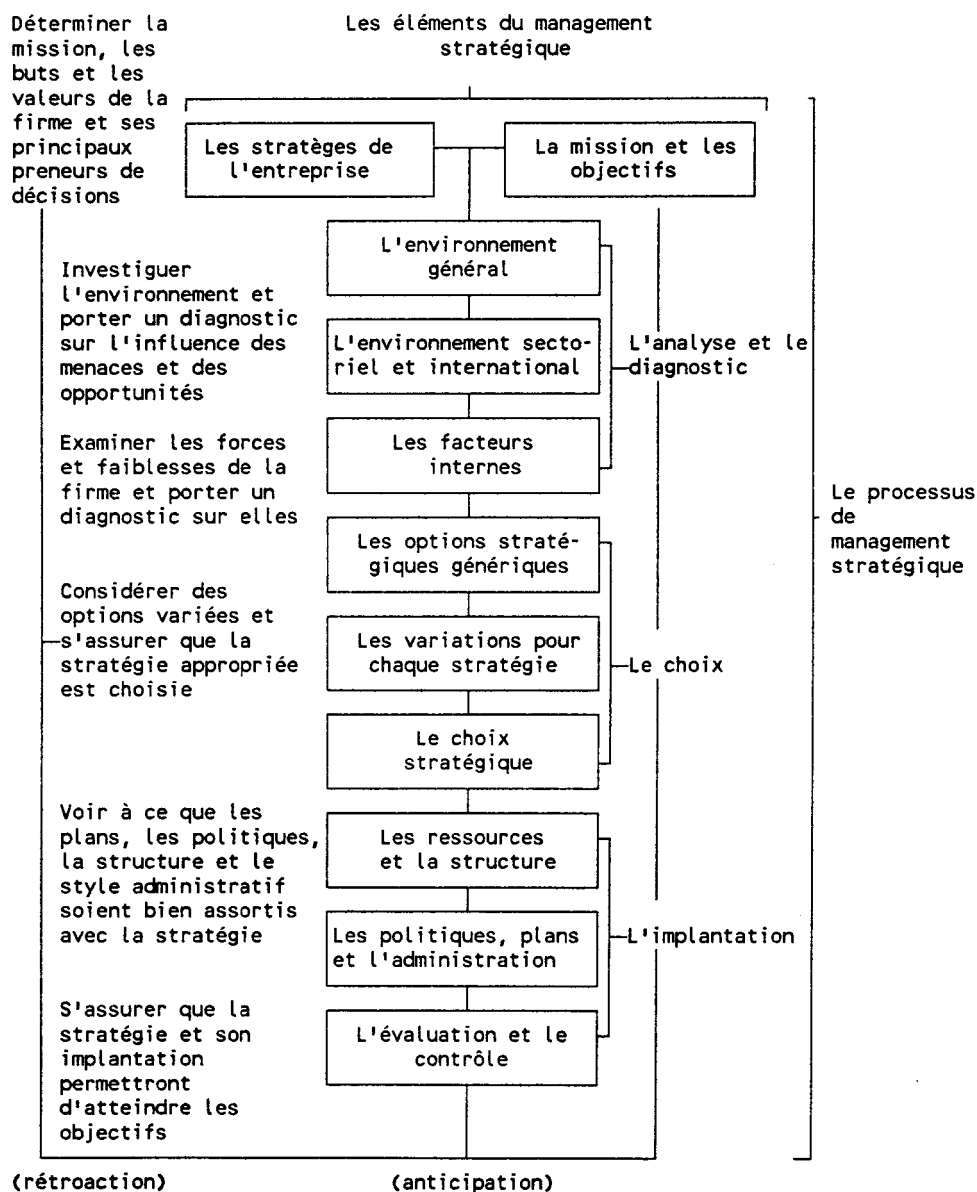 Déterminer la
mission, les
buts et les
valeurs de la
firme et ses
principaux
preneurs de
décisions
Les éléments du management
stratégique
Les stratèges de
l'entreprise
La mission et les
objectifs
L'environnement
général
Investiguer
l'environnement et
porter un diagnostic
sur l'influence des
menaces et des
opportunités
L'environnement secto-
riel et international
L'analyse et le
diagnostic
Examiner les forces
et faiblesses de la
firme et porter un
diagnostic sur elles
Les facteurs
internes
Le processus
de
management
stratégique
Les options straté-
giques génériques
Considérer des
options variées et
s'assurer que la
stratégie appropriée
est choisie
Les variations pour
chaque stratégie
Le choix
Le choix
stratégique
Voir à ce que les
plans, les politiques,
la structure et le
style administratif
soient bien assortis
avec la stratégie
Les ressources
et la structure
Les politiques, plans
et l'administration
L'implantation
S'assurer que la
stratégie et son
implantation
permettront
d'atteindre les
objectifs
L'évaluation et le
contrôle
(rétroaction)
(anticipation)